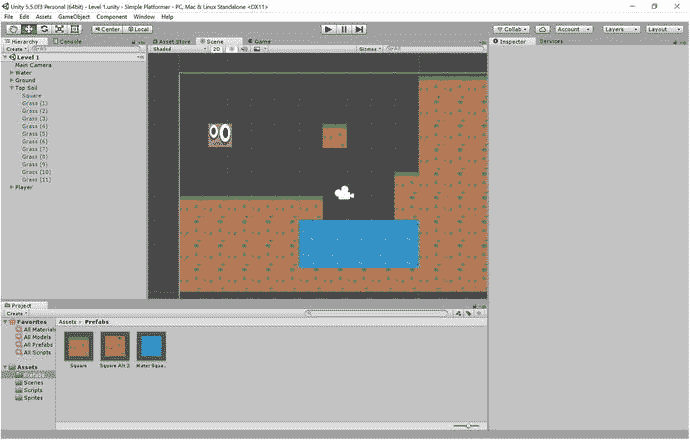 Unity 5.5.0f3 Personal (64bit) - Level 1.unity - Simple Platformer - PC, Mac & Linux Standalone <DX11>
File Edit Assets GameObject Component Window Help
Center Local Collab Account Layers Layout
Hierarchy Console Asset Store Scene Game Inspector Services
Create Shaded 2D Gizmos
Level 1
Main Camera
Water
Ground
Top Soil
Square
Grass (1)
Grass (2)
Grass (3)
Grass (4)
Grass (5)
Grass (6)
Grass (7)
Grass (8)
Grass (9)
Grass (10)
Grass (11)
Player
Project
Create
Favorites
All Materials
All Models
All Prefabs
All Scripts
Assets
Scenes
Scripts
Sprites
Assets Prefabs
Square Square Alt 2 Water Squa...